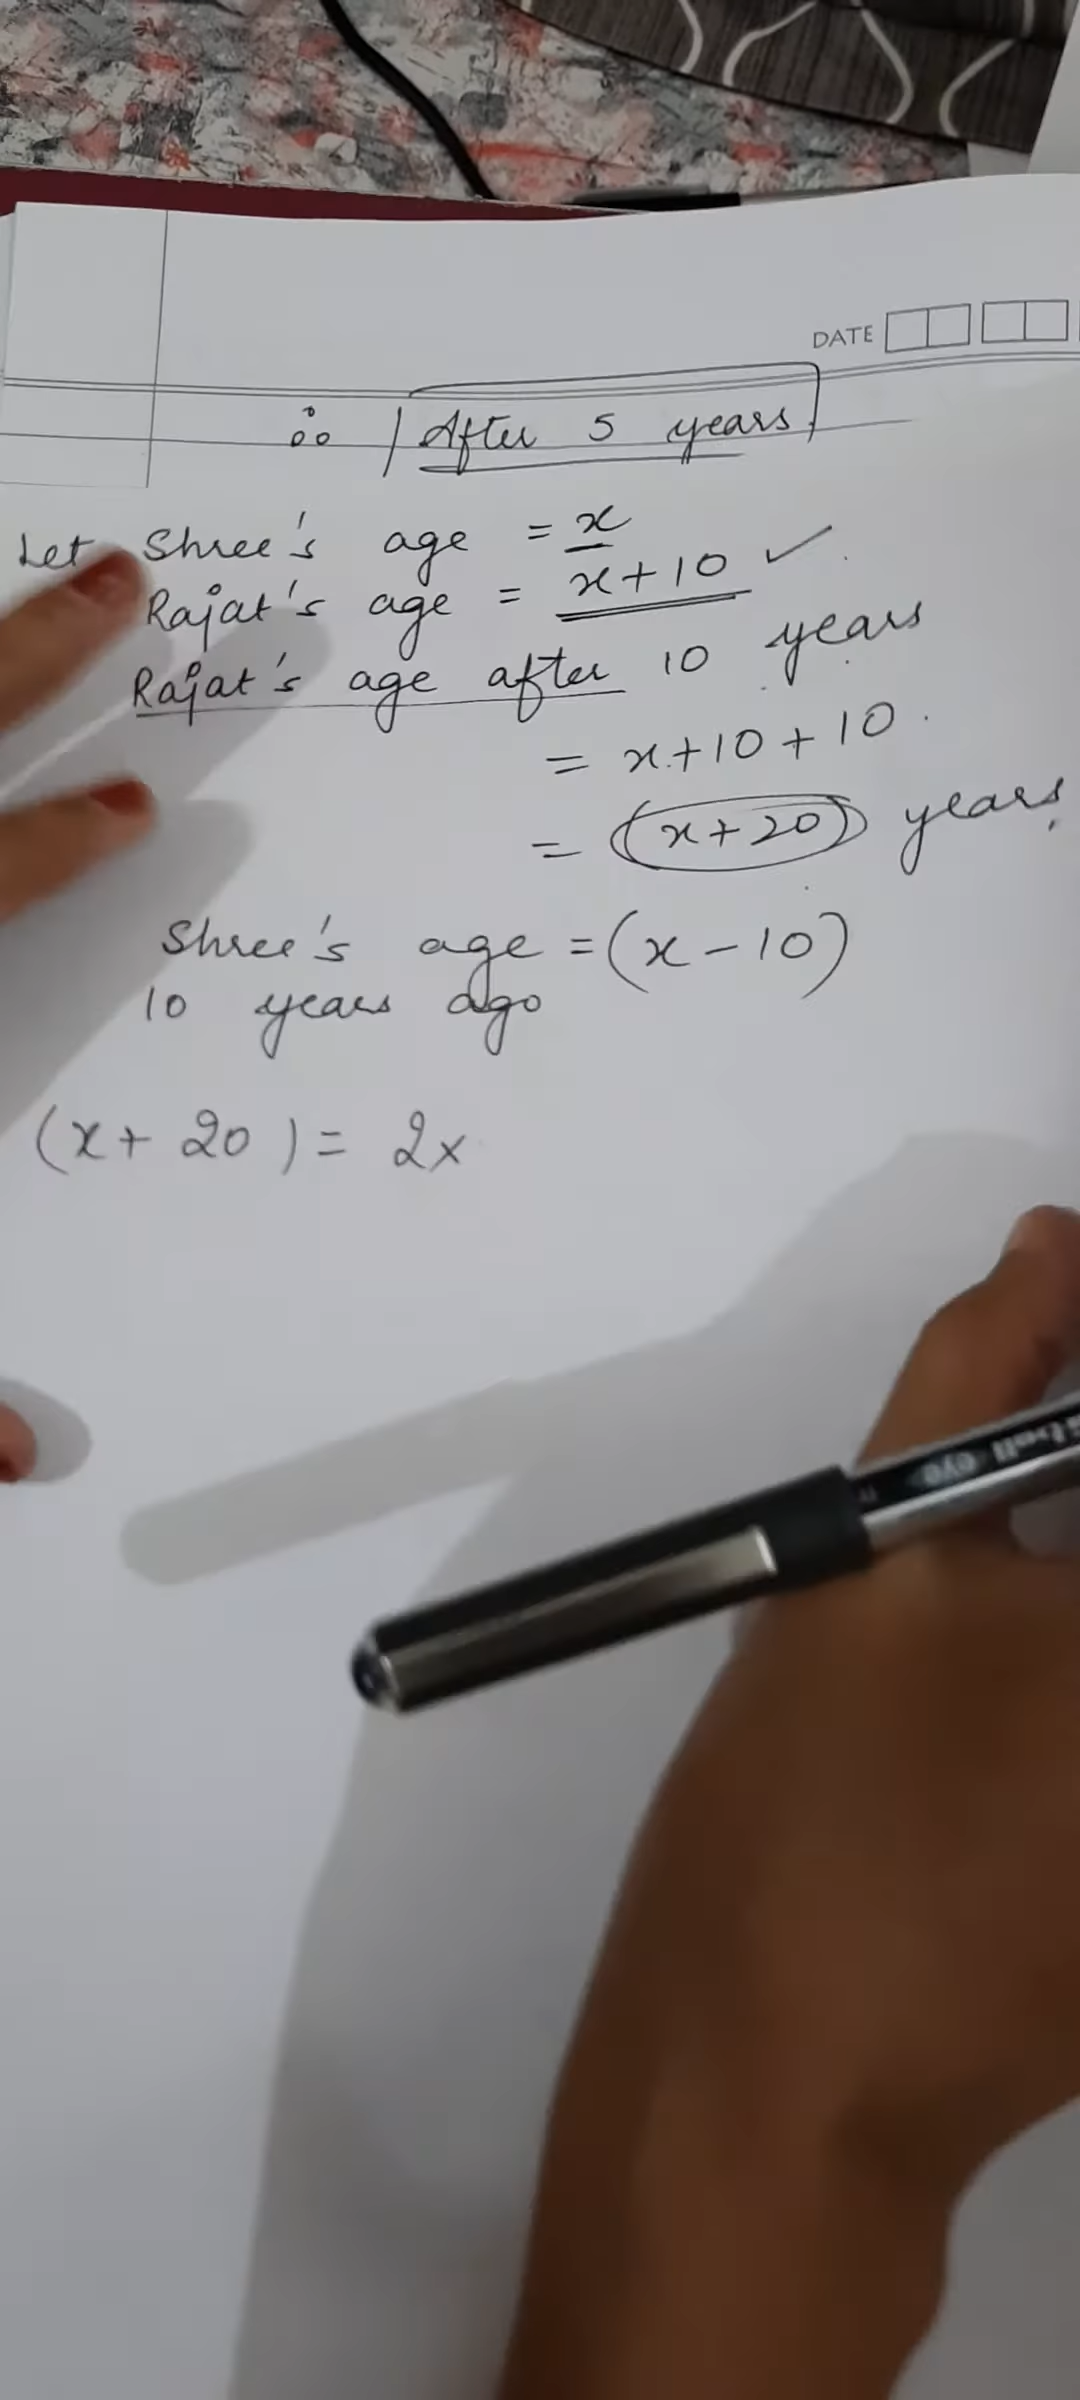 DATE
∴ After 5 years
Let Shree's age = x
Rajat's age = x+10 ✓
Rajat's age after 10 years
= x+10+10
= (x+20) years
Shree's age = (x-10)
10 years ago
(x+ 20) = 2x
eye